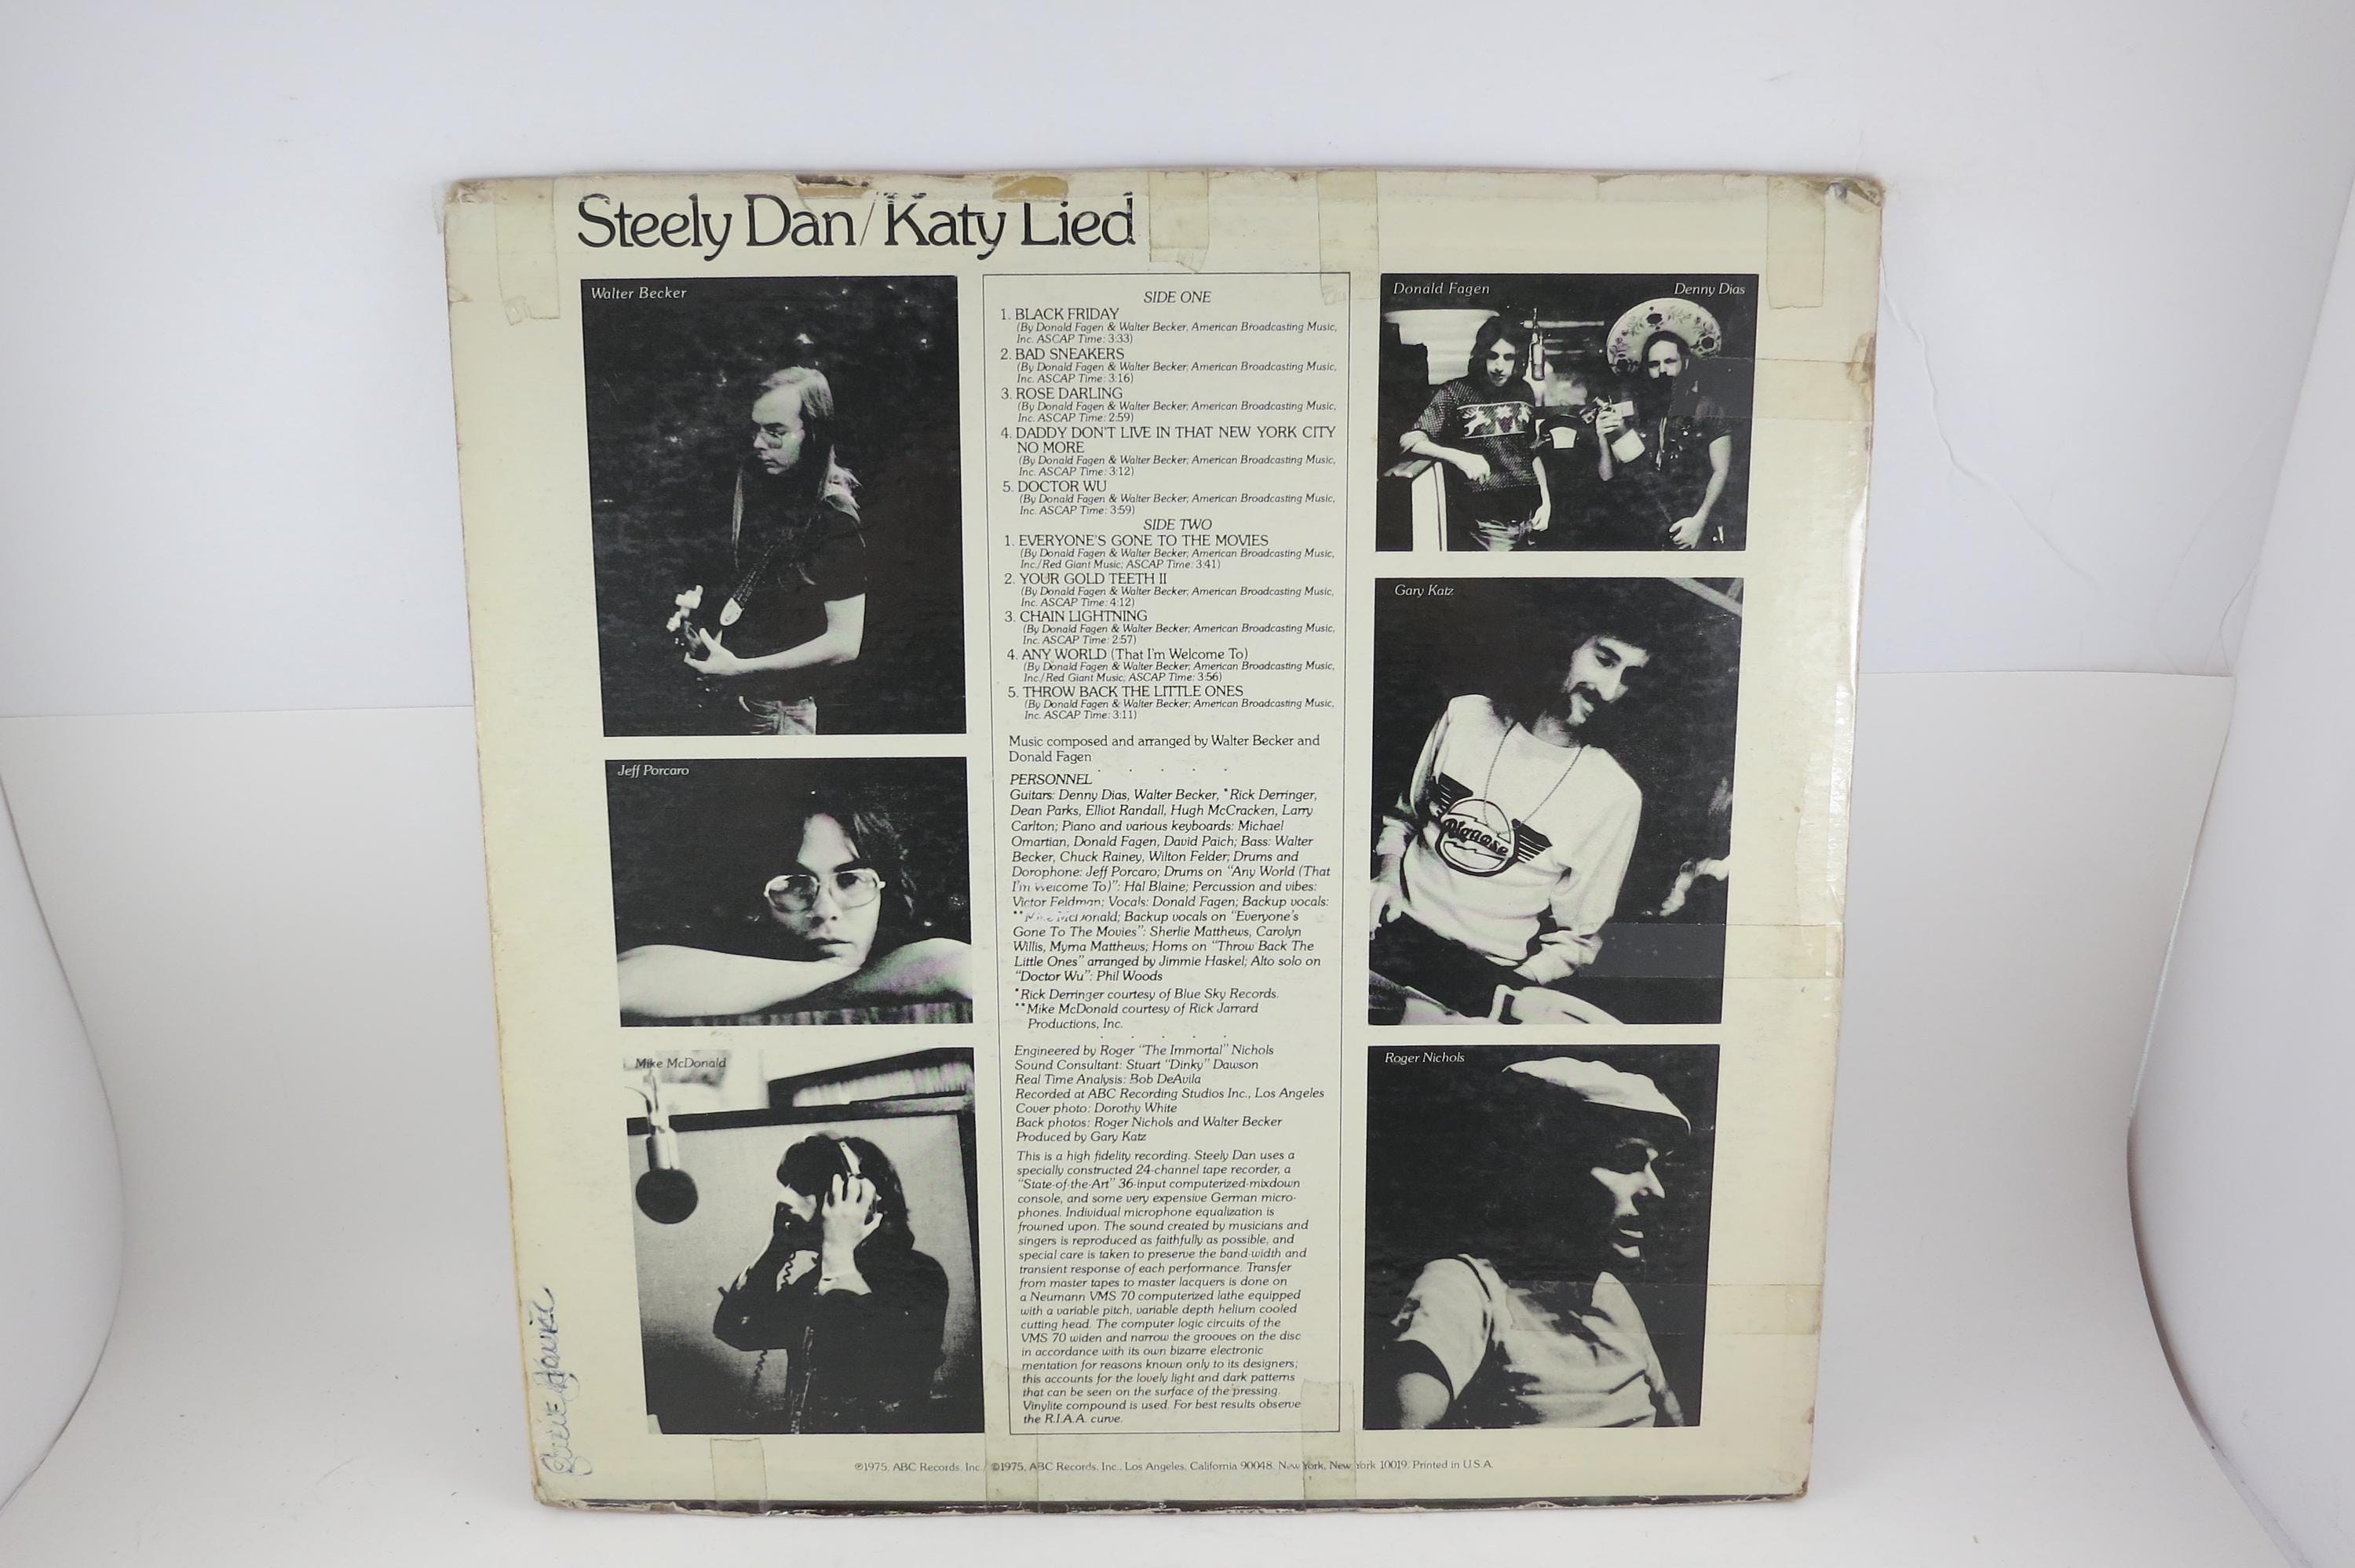 Steely Dan/Katy Lied
Walter Becker
Jeff Porcaro
Mike McDonald
SIDE ONE
1. BLACK FRIDAY
(By Donald Fagen & Walter Becker; American Broadcasting Music,
Inc. ASCAP Time: 3:33)
2. BAD SNEAKERS
(By Donald Fagen & Walter Becker; American Broadcasting Music,
Inc. ASCAP Time: 3:16)
3. ROSE DARLING
(By Donald Fagen & Walter Becker; American Broadcasting Music,
Inc. ASCAP Time: 2:59)
4. DADDY DON'T LIVE IN THAT NEW YORK CITY
NO MORE
(By Donald Fagen & Walter Becker; American Broadcasting Music,
Inc. ASCAP Time: 3:12)
5. DOCTOR WU
(By Donald Fagen & Walter Becker; American Broadcasting Music,
Inc. ASCAP Time: 3:59)
SIDE TWO
1. EVERYONE'S GONE TO THE MOVIES
(By Donald Fagen & Walter Becker; American Broadcasting Music,
Inc./Red Giant Music; ASCAP Time: 3:41)
2. YOUR GOLD TEETH II
(By Donald Fagen & Walter Becker; American Broadcasting Music,
Inc. ASCAP Time: 4:12)
3. CHAIN LIGHTNING
(By Donald Fagen & Walter Becker; American Broadcasting Music,
Inc. ASCAP Time: 2:57)
4. ANY WORLD (That I'm Welcome To)
(By Donald Fagen & Walter Becker; American Broadcasting Music,
Inc./Red Giant Music; ASCAP Time: 3:56)
5. THROW BACK THE LITTLE ONES
(By Donald Fagen & Walter Becker; American Broadcasting Music,
Inc. ASCAP Time: 3:11)
Music composed and arranged by Walter Becker and
Donald Fagen
PERSONNEL
Guitars: Denny Dias, Walter Becker, *Rick Derringer,
Dean Parks, Elliot Randall, Hugh McCracken, Larry
Carlton; Piano and various keyboards: Michael
Omartian, Donald Fagen, David Paich; Bass: Walter
Becker, Chuck Rainey, Wilton Felder; Drums and
Dorophone: Jeff Porcaro; Drums on "Any World (That
I'm Welcome To)": Hal Blaine; Percussion and vibes:
Victor Feldman; Vocals: Donald Fagen; Backup vocals:
**Mike McDonald; Backup vocals on "Everyone's
Gone To The Movies": Sherlie Matthews, Carolyn
Willis, Myrna Matthews; Horns on "Throw Back The
Little Ones" arranged by Jimmie Haskel; Alto solo on
"Doctor Wu": Phil Woods
*Rick Derringer courtesy of Blue Sky Records.
**Mike McDonald courtesy of Rick Jarrard
Productions, Inc.
Engineered by Roger "The Immortal" Nichols
Sound Consultant: Stuart "Dinky" Dawson
Real Time Analysis: Bob DeAvila
Recorded at ABC Recording Studios Inc., Los Angeles
Cover photo: Dorothy White
Back photos: Roger Nichols and Walter Becker
Produced by Gary Katz
This is a high fidelity recording. Steely Dan uses a
specially constructed 24-channel tape recorder, a
"State-of-the-Art" 36-input computerized-mixdown
console, and some very expensive German micro-
phones. Individual microphone equalization is
frowned upon. The sound created by musicians and
singers is reproduced as faithfully as possible, and
special care is taken to preserve the band-width and
transient response of each performance. Transfer
from master tapes to master lacquers is done on
a Neumann VMS 70 computerized lathe equipped
with a variable pitch, variable depth helium cooled
cutting head. The computer logic circuits of the
VMS 70 widen and narrow the grooves on the disc
in accordance with its own bizarre electronic
mentation for reasons known only to its designers;
this accounts for the lovely light and dark patterns
that can be seen on the surface of the pressing.
Vinylite compound is used. For best results observe
the R.I.A.A. curve.
Donald Fagen
Denny Dias
Gary Katz
Roger Nichols
℗1975, ABC Records, Inc./©1975, ABC Records, Inc., Los Angeles, California 90048. New York, New York 10019. Printed in U.S.A.